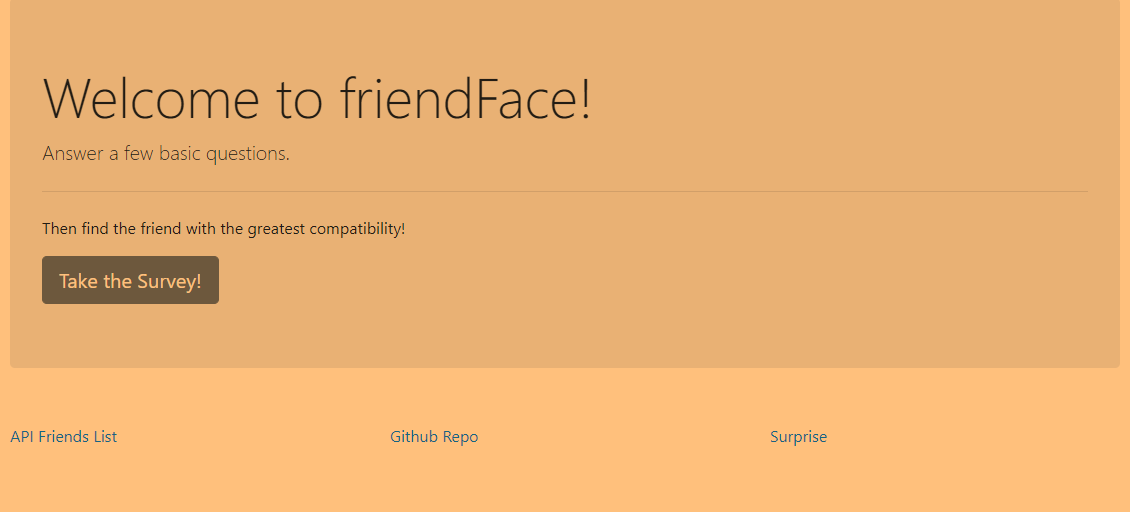 Welcome to friendFace!
Answer a few basic questions.
Then find the friend with the greatest compatibility!
Take the Survey!
API Friends List
Github Repo
Surprise